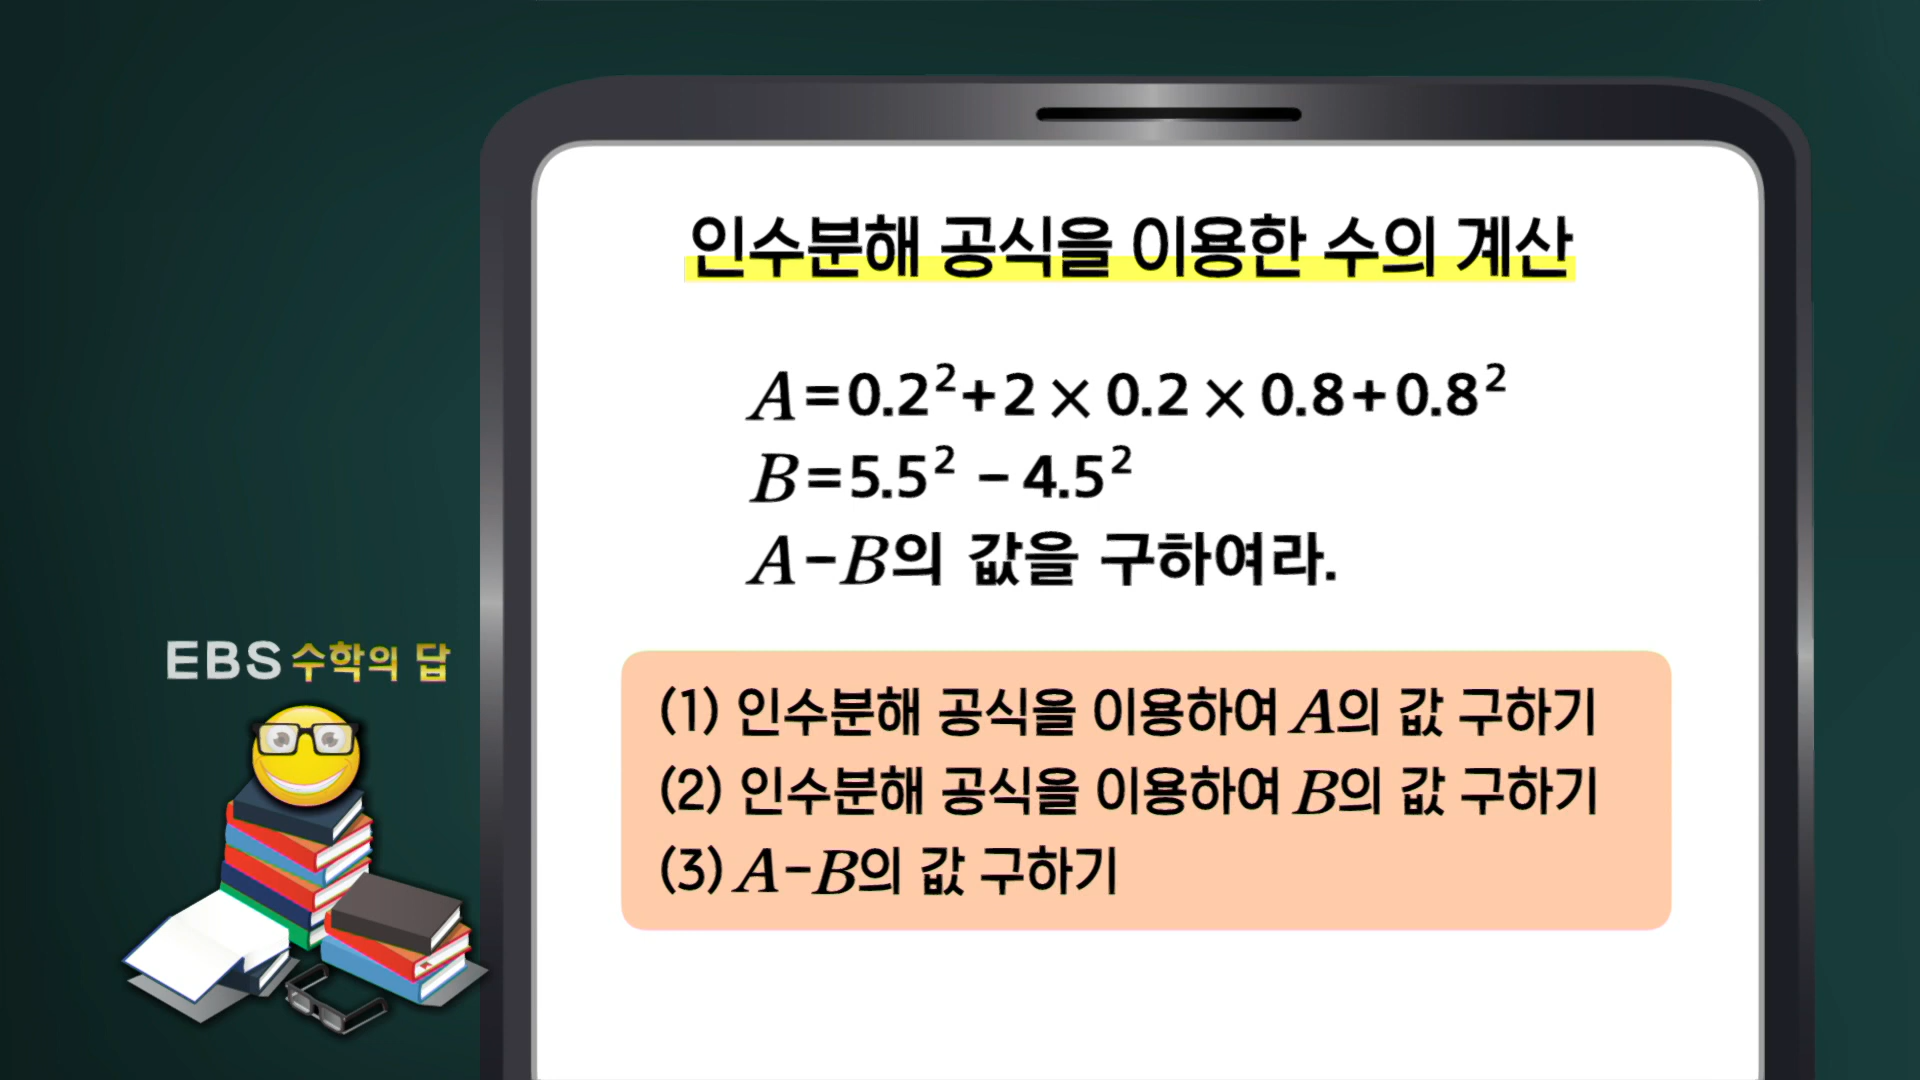 인수분해 공식을 이용한 수의 계산
A=0.2²+2×0.2×0.8+0.8²
B=5.5² -4.5²
A-B의 값을 구하여라.
EBS 수학의 답
(1) 인수분해 공식을 이용하여 A의 값 구하기
(2) 인수분해 공식을 이용하여 B의 값 구하기
(3) A-B의 값 구하기